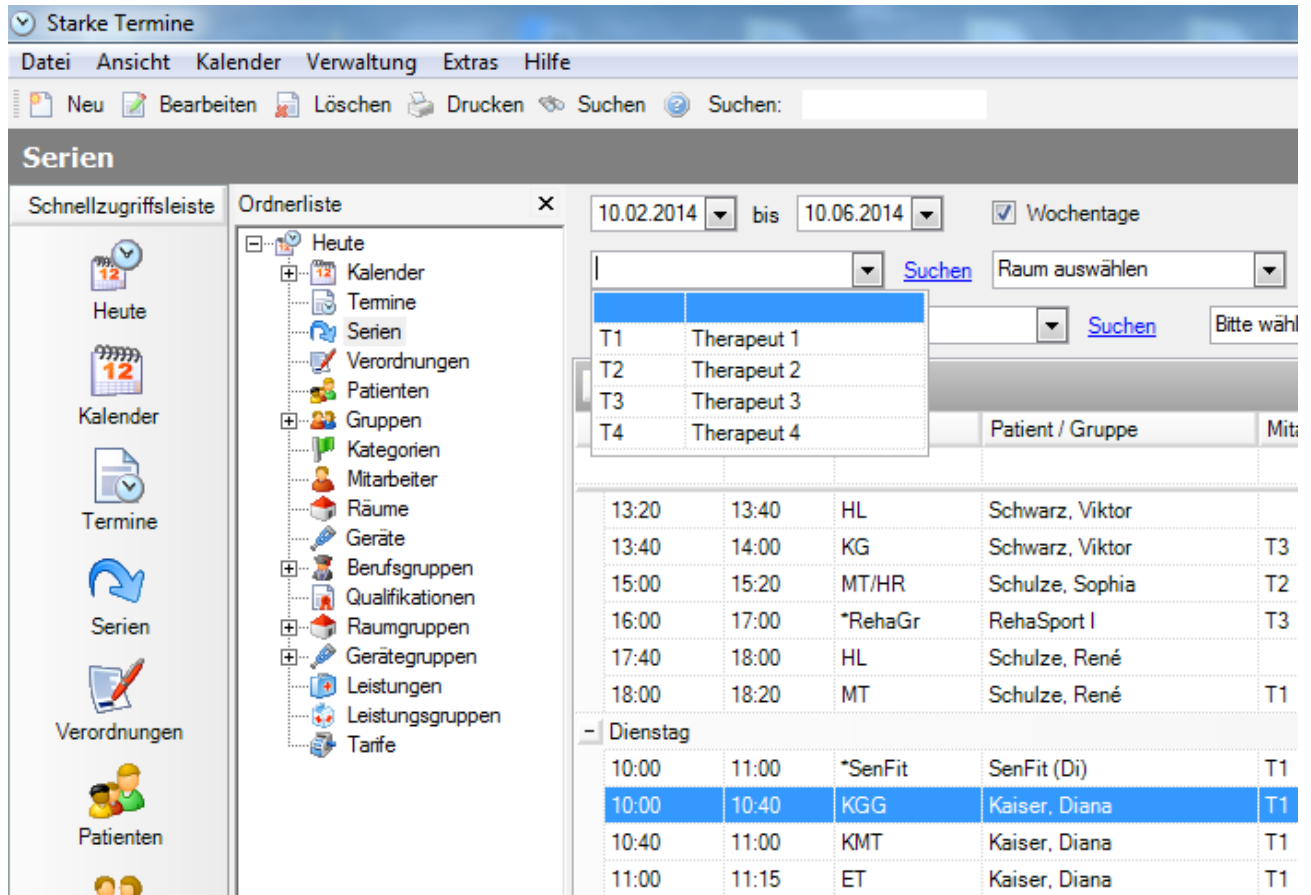 Starke Termine
Datei Ansicht Kalender Verwaltung Extras Hilfe
Neu Bearbeiten Löschen Drucken Suchen Suchen:
Serien
Schnellzugriffsleiste
Heute
Kalender
Termine
Serien
Verordnungen
Patienten
Ordnerliste
Heute
Kalender
Termine
Serien
Verordnungen
Patienten
Gruppen
Kategorien
Mitarbeiter
Räume
Geräte
Berufsgruppen
Qualifikationen
Raumgruppen
Gerätegruppen
Leistungen
Leistungsgruppen
Tarife
10.02.2014 bis 10.06.2014 Wochentage
Suchen Raum auswählen
Suchen Bitte wähl
T1 Therapeut 1
T2 Therapeut 2
T3 Therapeut 3
T4 Therapeut 4
Patient / Gruppe Mita
13:20 13:40 HL Schwarz, Viktor
13:40 14:00 KG Schwarz, Viktor T3
15:00 15:20 MT/HR Schulze, Sophia T2
16:00 17:00 *RehaGr RehaSport I T3
17:40 18:00 HL Schulze, René
18:00 18:20 MT Schulze, René T1
Dienstag
10:00 11:00 *SenFit SenFit (Di) T1
10:00 10:40 KGG Kaiser, Diana T1
10:40 11:00 KMT Kaiser, Diana T1
11:00 11:15 ET Kaiser, Diana T1